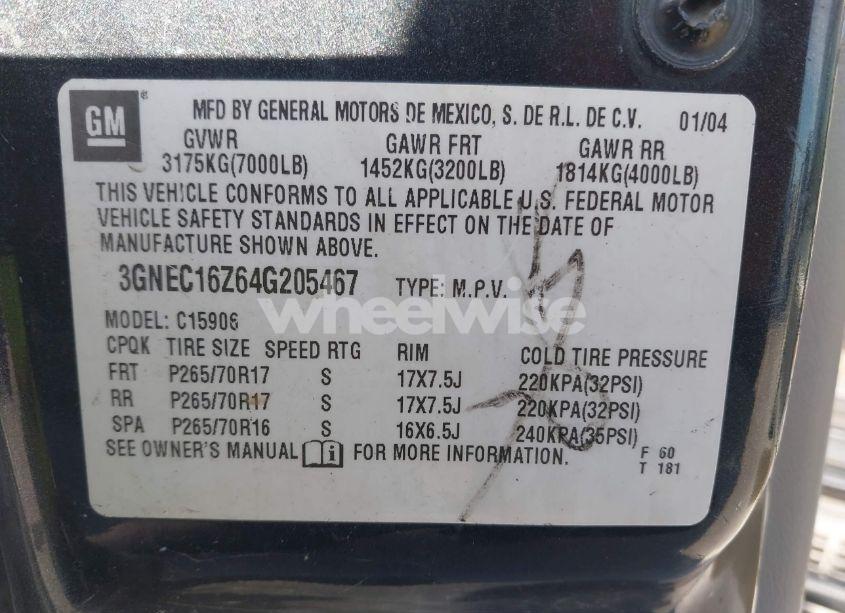 GM
MFD BY GENERAL MOTORS DE MEXICO, S. DE R.L. DE C.V. 01/04
GVWR GAWR FRT GAWR RR
3175KG(7000LB) 1452KG(3200LB) 1814KG(4000LB)
THIS VEHICLE CONFORMS TO ALL APPLICABLE U.S. FEDERAL MOTOR
VEHICLE SAFETY STANDARDS IN EFFECT ON THE DATE OF
MANUFACTURE SHOWN ABOVE.
3GNEC16Z64G205467 TYPE: M.P.V.
wheelwise
MODEL: C15906
CPQK TIRE SIZE SPEED RTG RIM COLD TIRE PRESSURE
FRT P265/70R17 S 17X7.5J 220KPA(32PSI)
RR P265/70R17 S 17X7.5J 220KPA(32PSI)
SPA P265/70R16 S 16X6.5J 240KPA(35PSI)
SEE OWNER'S MANUAL i FOR MORE INFORMATION.
F 60
T 181